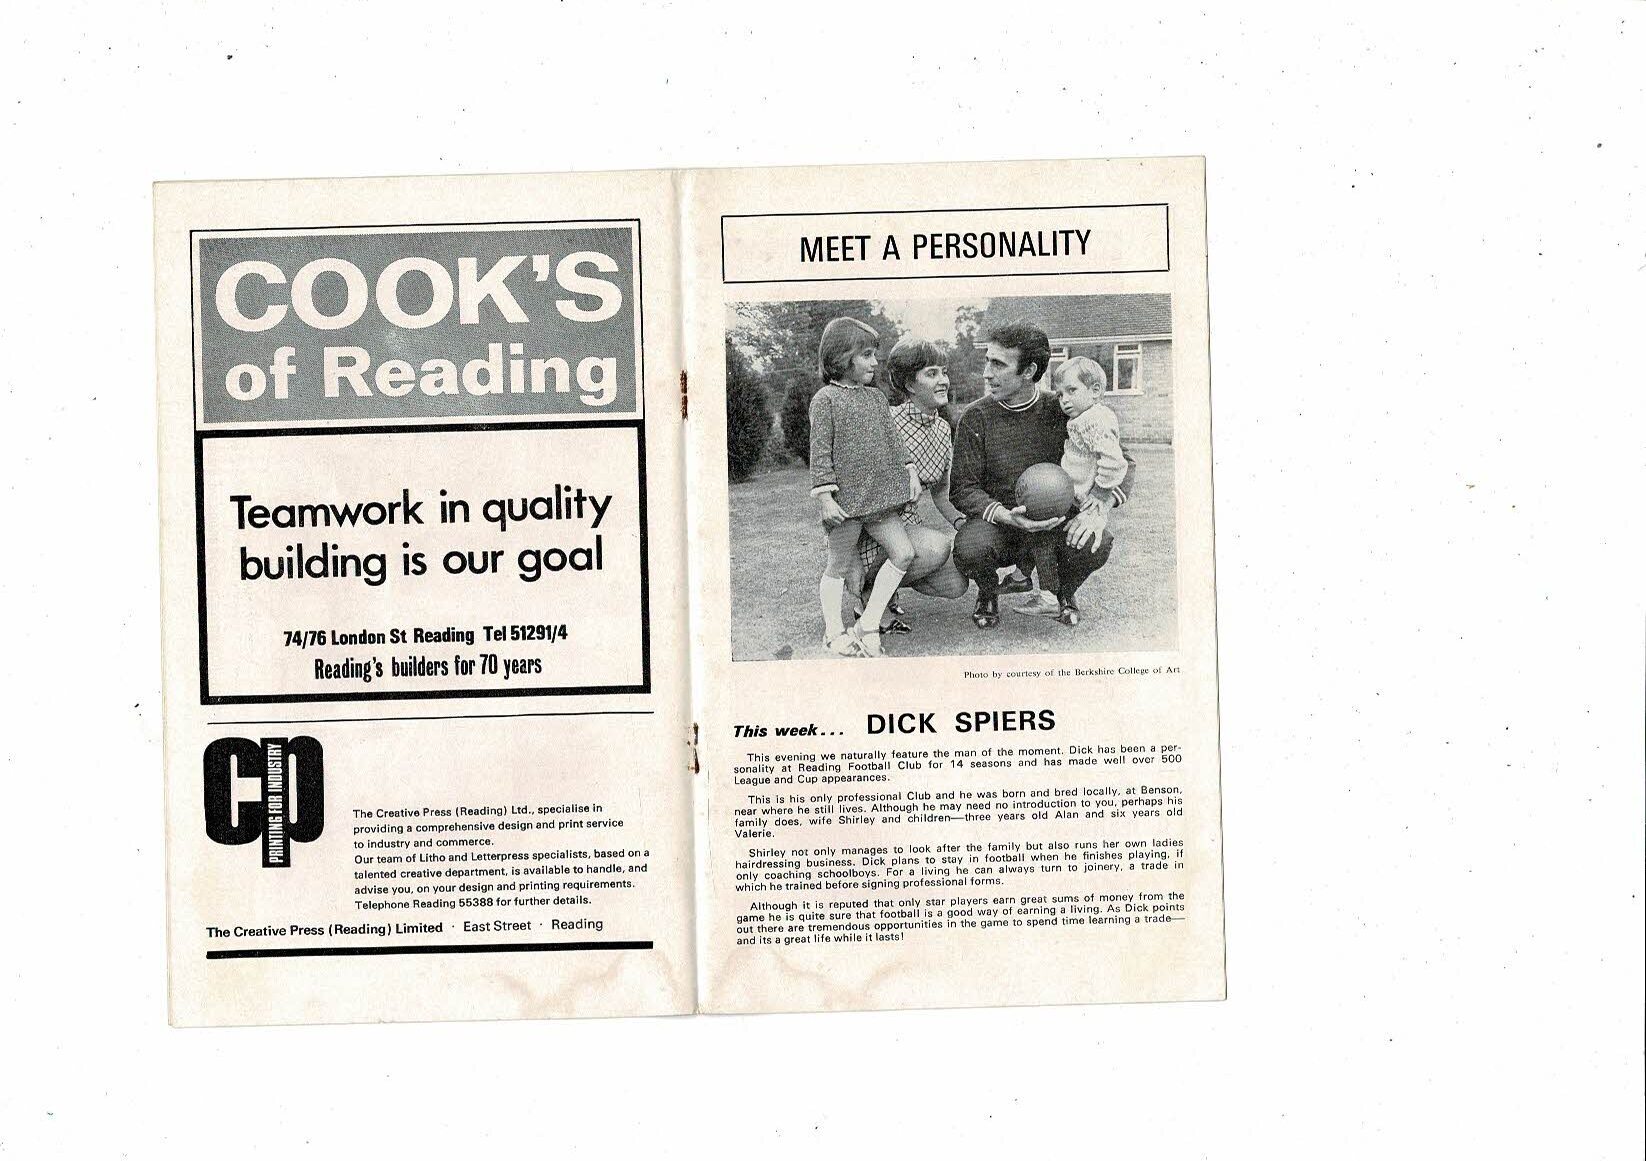 COOK'S
of Reading
Teamwork in quality
building is our goal
74/76 London St Reading Tel 51291/4
Reading's builders for 70 years
cp
PRINTING FOR INDUSTRY
The Creative Press (Reading) Ltd., specialise in
providing a comprehensive design and print service
to industry and commerce.
Our team of Litho and Letterpress specialists, based on a
talented creative department, is available to handle, and
advise you, on your design and printing requirements.
Telephone Reading 55388 for further details.
The Creative Press (Reading) Limited · East Street · Reading
MEET A PERSONALITY
Photo by courtesy of the Berkshire College of Art
This week... DICK SPIERS
This evening we naturally feature the man of the moment. Dick has been a per-
sonality at Reading Football Club for 14 seasons and has made well over 500
League and Cup appearances.
This is his only professional Club and he was born and bred locally, at Benson,
near where he still lives. Although he may need no introduction to you, perhaps his
family does, wife Shirley and children—three years old Alan and six years old
Valerie.
Shirley not only manages to look after the family but also runs her own ladies
hairdressing business. Dick plans to stay in football when he finishes playing, if
only coaching schoolboys. For a living he can always turn to joinery, a trade in
which he trained before signing professional forms.
Although it is reputed that only star players earn great sums of money from the
game he is quite sure that football is a good way of earning a living. As Dick points
out there are tremendous opportunities in the game to spend time learning a trade—
and its a great life while it lasts!